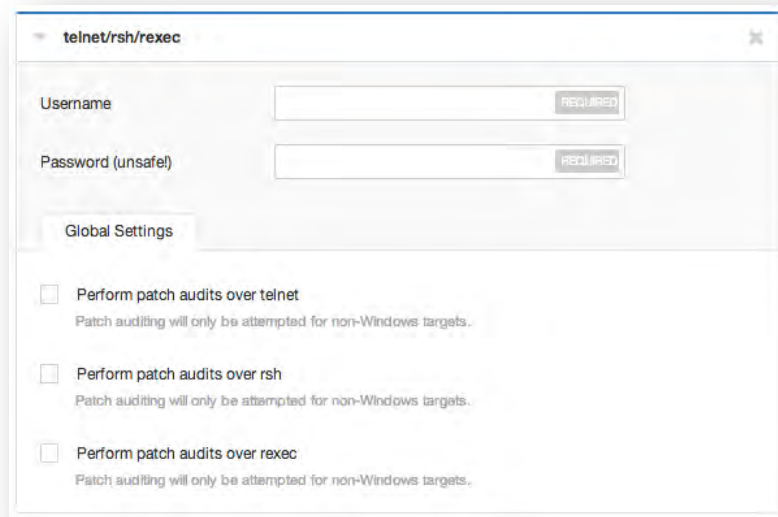 telnet/rsh/rexec
Username REQUIRED
Password (unsafe!) REQUIRED
Global Settings
Perform patch audits over telnet
Patch auditing will only be attempted for non-Windows targets.
Perform patch audits over rsh
Patch auditing will only be attempted for non-Windows targets.
Perform patch audits over rexec
Patch auditing will only be attempted for non-Windows targets.